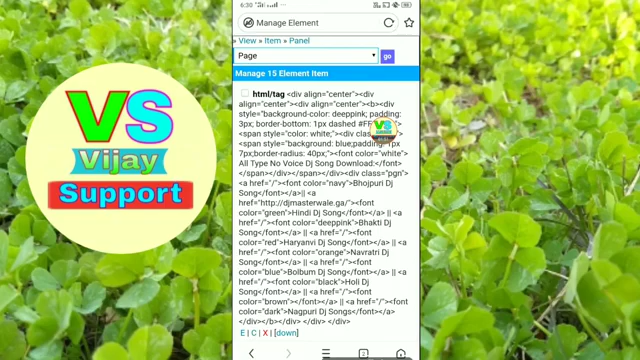 VS
Vijay
Support
6:30
Manage Element
» View » Item » Panel
Page
go
Manage 15 Element Item
html/tag <div align="center"><div
align="center"><div align="center"><b><div
style="background-color: deeppink; padding:
3px; border-bottom: 1px dashed #FF
<span style="color: white;"><div
<span style="background: blue;padding: 1px
7px;border-radius: 40px;"><font color="white">
All Type No Voice Dj Song Download:</font>
</span></div></span></div><div class="pgn">
<a href="/"><font color="navy">Bhojpuri Dj
Song</font></a>|| <a
href="http://djmasterwale.ga/"><font
color="green">Hindi Dj Song</font></a> || <a
href="/"><font color="deeppink">Bhakti Dj
Song</font></a> || <a href="/"><font
color="red">Haryanvi Dj Song</font></a> || <a
href="/"><font color="orange">Navratri Dj
Song</font></a> || <a href="/"><font
color="blue">Bolbum Dj Song</font></a> || <a
href="/"><font color="black">Holi Dj
Song</font></a> || <a href="/"><font
color="brown"></font></a> || <a href="/"><font
color="dark">Nagpuri Dj Songs</font></a>
</div></b></div> </div> </div>
E | C | X | [down]
2